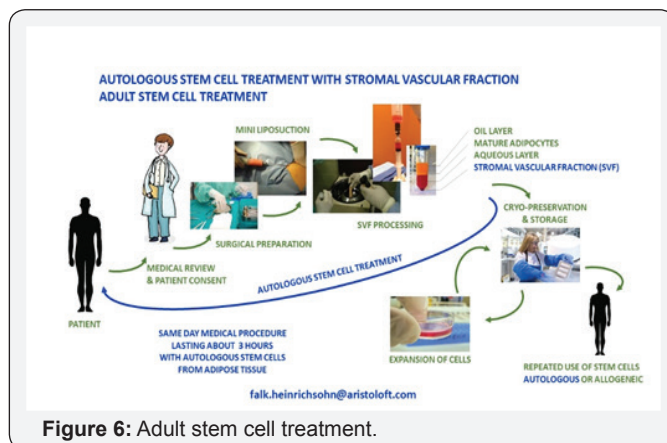 AUTOLOGOUS STEM CELL TREATMENT WITH STROMAL VASCULAR FRACTION
ADULT STEM CELL TREATMENT
MINI LIPOSUCTION
OIL LAYER
MATURE ADIPOCYTES
AQUEOUS LAYER
STROMAL VASCULAR FRACTION (SVF)
SVF PROCESSING
CRYO-PRESERVATION
& STORAGE
SURGICAL PREPARATION
MEDICAL REVIEW
& PATIENT CONSENT
AUTOLOGOUS STEM CELL TREATMENT
PATIENT
SAME DAY MEDICAL PROCEDURE
LASTING ABOUT 3 HOURS
WITH AUTOLOGOUS STEM CELLS
FROM ADIPOSE TISSUE
EXPANSION OF CELLS
REPEATED USE OF STEM CELLS
AUTOLOGOUS OR ALLOGENEIC
falk.heinrichsohn@aristoloft.com
Figure 6: Adult stem cell treatment.